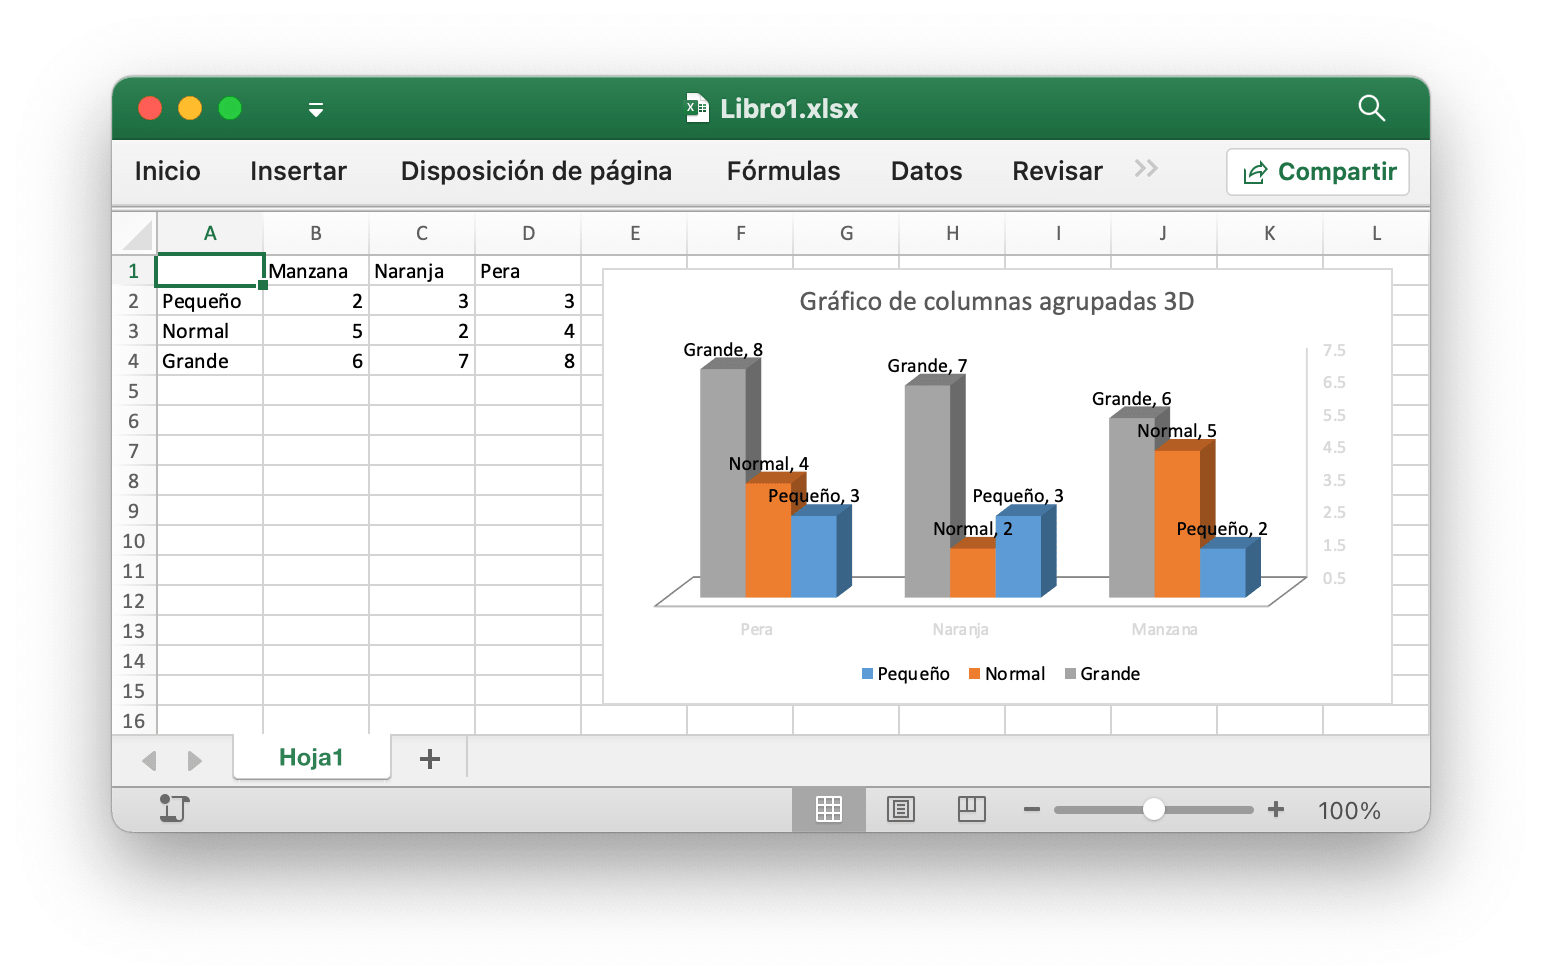 Libro1.xlsx
Inicio Insertar Disposición de página Fórmulas Datos Revisar Compartir
A B C D E F G H I J K L
1 Manzana Naranja Pera
2 Pequeño 2 3 3
3 Normal 5 2 4
4 Grande 6 7 8
5
6
7
8
9
10
11
12
13
14
15
16
Gráfico de columnas agrupadas 3D
Grande, 8
Grande, 7
Grande, 6
Normal, 5
Normal, 4
Pequeño, 3
Pequeño, 3
Normal, 2
Pequeño, 2
7.5
6.5
5.5
4.5
3.5
2.5
1.5
0.5
Pera Naranja Manzana
Pequeño Normal Grande
Hoja1
100%